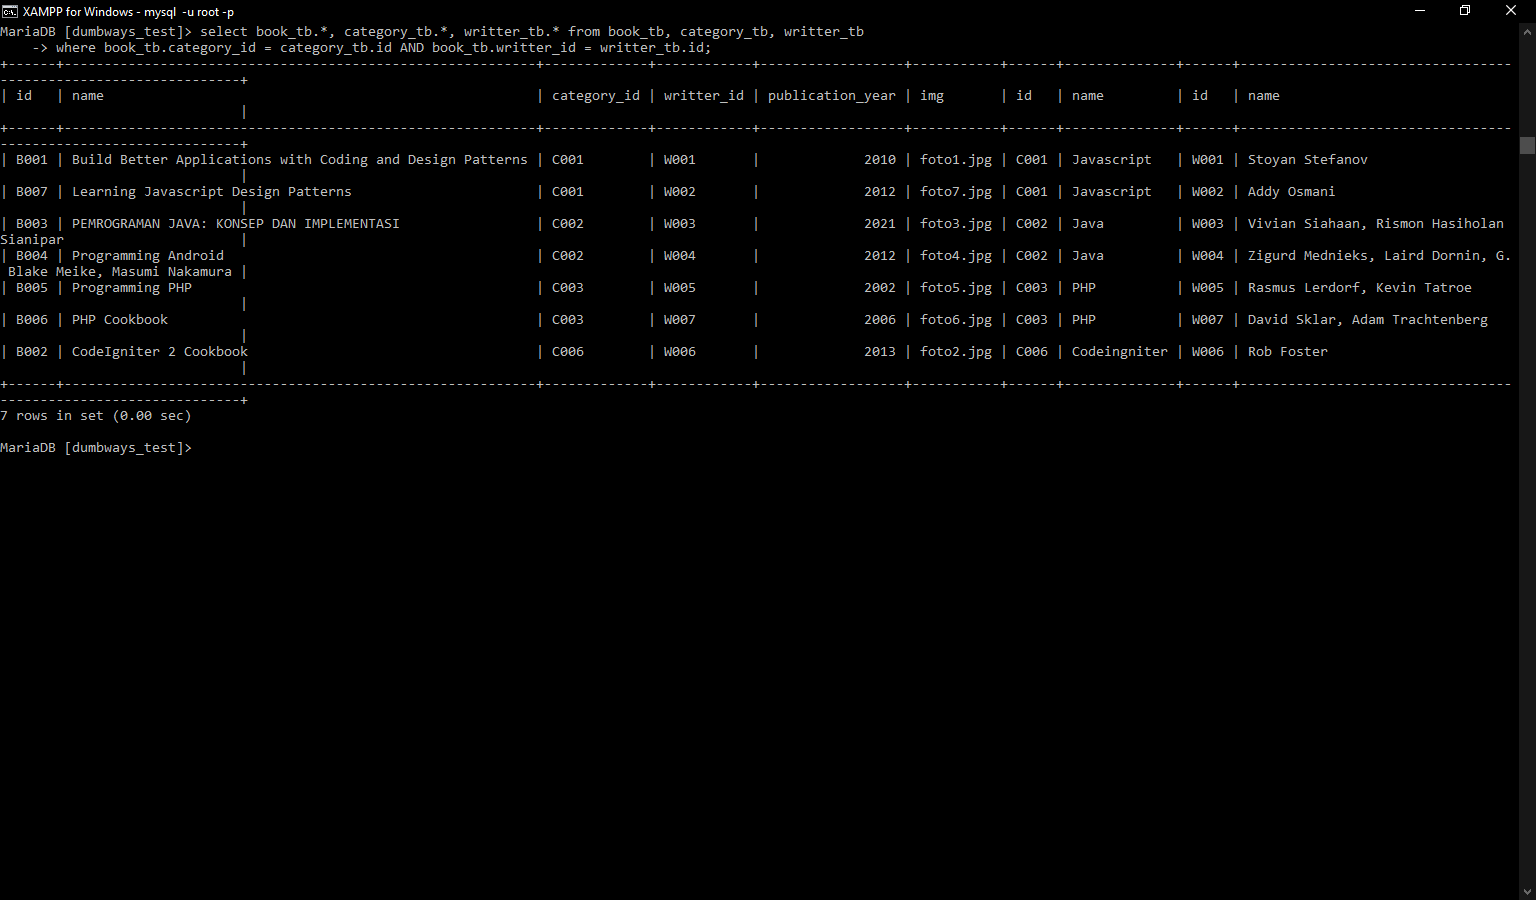 XAMPP for Windows - mysql  -u root -p
MariaDB [dumbways_test]> select book_tb.*, category_tb.*, writter_tb.* from book_tb, category_tb, writter_tb
    -> where book_tb.category_id = category_tb.id AND book_tb.writter_id = writter_tb.id;
+------+-----------------------------------------------------------+-------------+------------+------------------+-----------+------+-------------+------+----------------------------------
------------------------------+
| id   | name                                                      | category_id | writter_id | publication_year | img       | id   | name        | id   | name
                              |
+------+-----------------------------------------------------------+-------------+------------+------------------+-----------+------+-------------+------+----------------------------------
------------------------------+
| B001 | Build Better Applications with Coding and Design Patterns | C001        | W001       |             2010 | foto1.jpg | C001 | Javascript  | W001 | Stoyan Stefanov
                              |
| B007 | Learning Javascript Design Patterns                       | C001        | W002       |             2012 | foto7.jpg | C001 | Javascript  | W002 | Addy Osmani
                              |
| B003 | PEMROGRAMAN JAVA: KONSEP DAN IMPLEMENTASI                 | C002        | W003       |             2021 | foto3.jpg | C002 | Java        | W003 | Vivian Siahaan, Rismon Hasiholan
Sianipar                      |
| B004 | Programming Android                                       | C002        | W004       |             2012 | foto4.jpg | C002 | Java        | W004 | Zigurd Mednieks, Laird Dornin, G.
 Blake Meike, Masumi Nakamura |
| B005 | Programming PHP                                           | C003        | W005       |             2002 | foto5.jpg | C003 | PHP         | W005 | Rasmus Lerdorf, Kevin Tatroe
                              |
| B006 | PHP Cookbook                                              | C003        | W007       |             2006 | foto6.jpg | C003 | PHP         | W007 | David Sklar, Adam Trachtenberg
                              |
| B002 | CodeIgniter 2 Cookbook                                    | C006        | W006       |             2013 | foto2.jpg | C006 | Codeingniter | W006 | Rob Foster
                              |
+------+-----------------------------------------------------------+-------------+------------+------------------+-----------+------+-------------+------+----------------------------------
------------------------------+
7 rows in set (0.00 sec)
MariaDB [dumbways_test]>